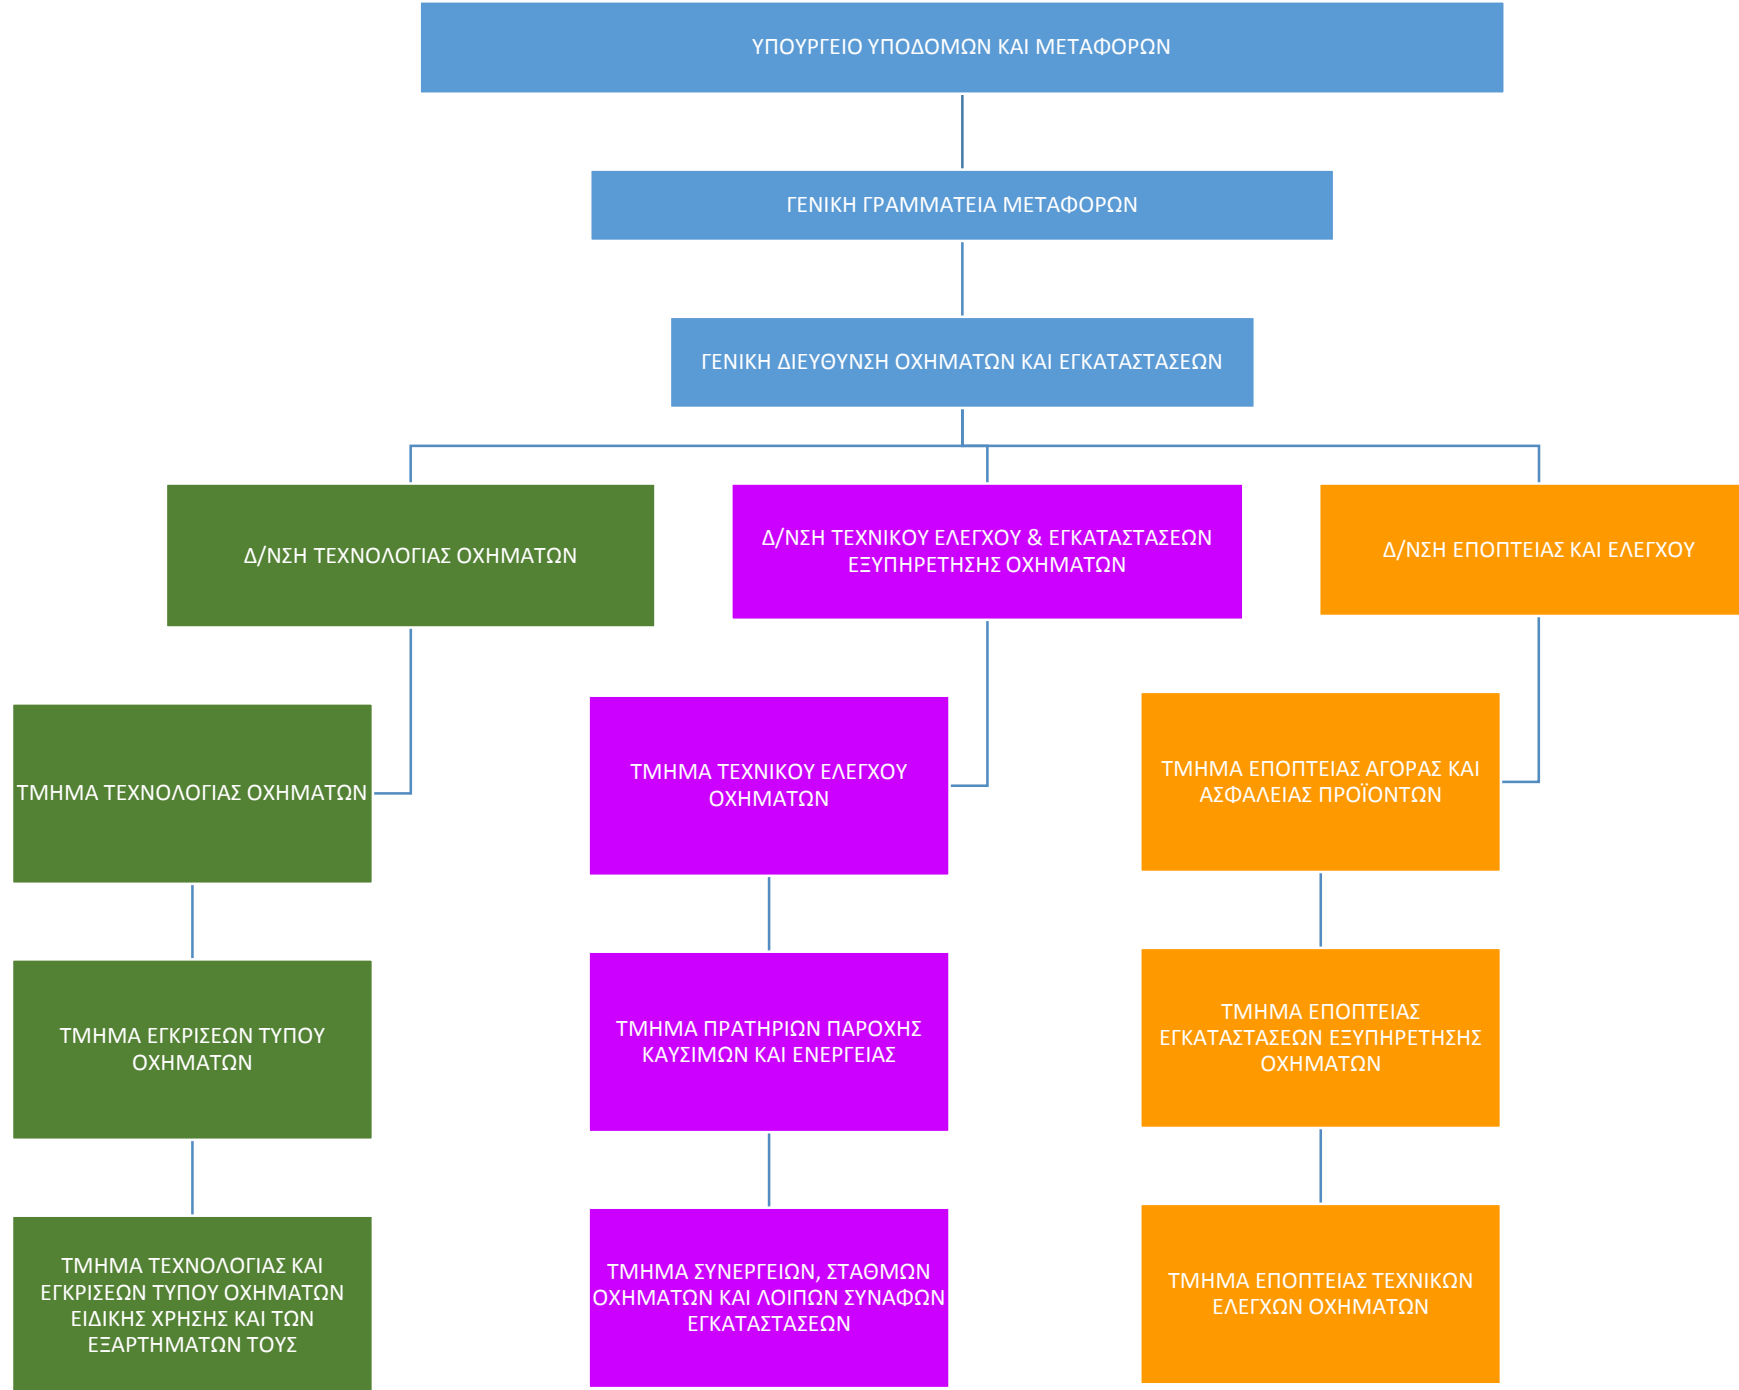 ΥΠΟΥΡΓΕΙΟ ΥΠΟΔΟΜΩΝ ΚΑΙ ΜΕΤΑΦΟΡΩΝ
ΓΕΝΙΚΗ ΓΡΑΜΜΑΤΕΙΑ ΜΕΤΑΦΟΡΩΝ
ΓΕΝΙΚΗ ΔΙΕΥΘΥΝΣΗ ΟΧΗΜΑΤΩΝ ΚΑΙ ΕΓΚΑΤΑΣΤΑΣΕΩΝ
Δ/ΝΣΗ ΤΕΧΝΟΛΟΓΙΑΣ ΟΧΗΜΑΤΩΝ
Δ/ΝΣΗ ΤΕΧΝΙΚΟΥ ΕΛΕΓΧΟΥ & ΕΓΚΑΤΑΣΤΑΣΕΩΝ
ΕΞΥΠΗΡΕΤΗΣΗΣ ΟΧΗΜΑΤΩΝ
Δ/ΝΣΗ ΕΠΟΠΤΕΙΑΣ ΚΑΙ ΕΛΕΓΧΟΥ
ΤΜΗΜΑ ΤΕΧΝΟΛΟΓΙΑΣ ΟΧΗΜΑΤΩΝ
ΤΜΗΜΑ ΤΕΧΝΙΚΟΥ ΕΛΕΓΧΟΥ
ΟΧΗΜΑΤΩΝ
ΤΜΗΜΑ ΕΠΟΠΤΕΙΑΣ ΑΓΟΡΑΣ ΚΑΙ
ΑΣΦΑΛΕΙΑΣ ΠΡΟΪΟΝΤΩΝ
ΤΜΗΜΑ ΕΓΚΡΙΣΕΩΝ ΤΥΠΟΥ
ΟΧΗΜΑΤΩΝ
ΤΜΗΜΑ ΠΡΑΤΗΡΙΩΝ ΠΑΡΟΧΗΣ
ΚΑΥΣΙΜΩΝ ΚΑΙ ΕΝΕΡΓΕΙΑΣ
ΤΜΗΜΑ ΕΠΟΠΤΕΙΑΣ
ΕΓΚΑΤΑΣΤΑΣΕΩΝ ΕΞΥΠΗΡΕΤΗΣΗΣ
ΟΧΗΜΑΤΩΝ
ΤΜΗΜΑ ΤΕΧΝΟΛΟΓΙΑΣ ΚΑΙ
ΕΓΚΡΙΣΕΩΝ ΤΥΠΟΥ ΟΧΗΜΑΤΩΝ
ΕΙΔΙΚΗΣ ΧΡΗΣΗΣ ΚΑΙ ΤΩΝ
ΕΞΑΡΤΗΜΑΤΩΝ ΤΟΥΣ
ΤΜΗΜΑ ΣΥΝΕΡΓΕΙΩΝ, ΣΤΑΘΜΩΝ
ΟΧΗΜΑΤΩΝ ΚΑΙ ΛΟΙΠΩΝ ΣΥΝΑΦΩΝ
ΕΓΚΑΤΑΣΤΑΣΕΩΝ
ΤΜΗΜΑ ΕΠΟΠΤΕΙΑΣ ΤΕΧΝΙΚΩΝ
ΕΛΕΓΧΩΝ ΟΧΗΜΑΤΩΝ